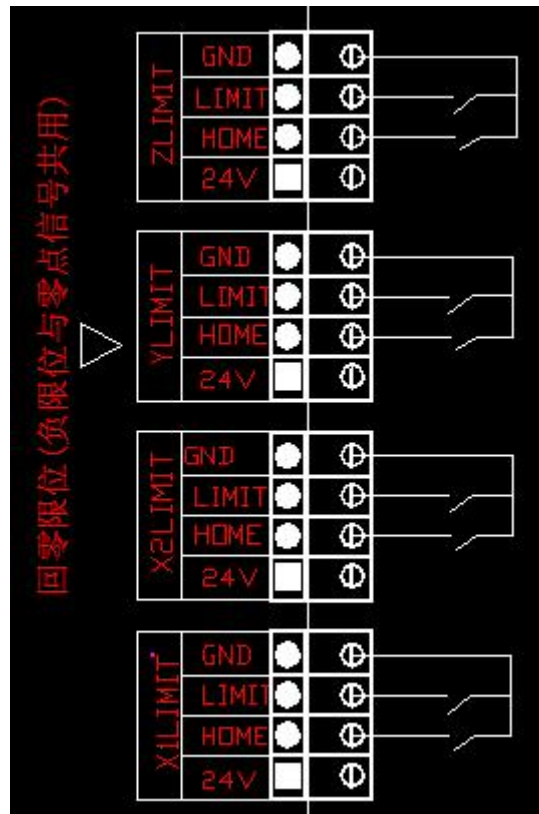 回零限位(负限位与零点信号共用)
ZLIMIT
GND
LIMIT
HOME
24V
YLIMIT
GND
LIMIT
HOME
24V
X2LIMIT
GND
LIMIT
HOME
24V
X1LIMIT
GND
LIMIT
HOME
24V